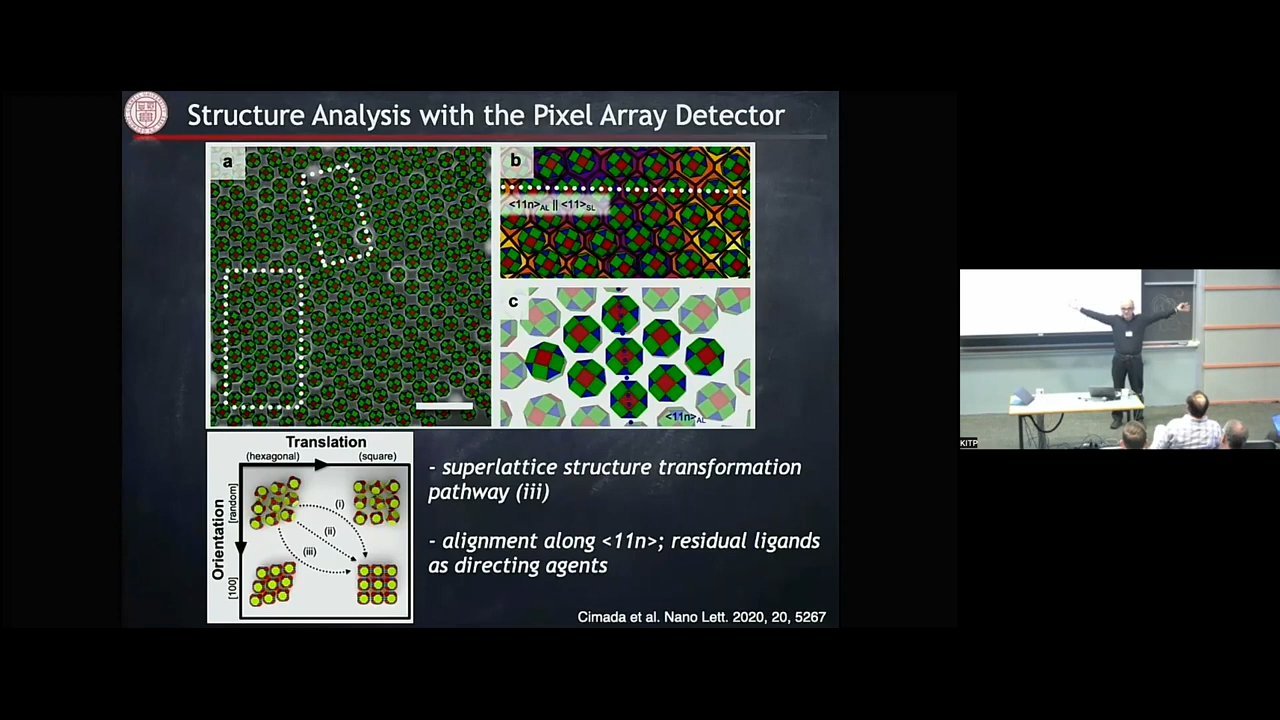 Structure Analysis with the Pixel Array Detector
a
b
<11n>AL || <11>SL
c
<11n>AL
Translation
(hexagonal)
(square)
Orientation
[random]
[100]
(i)
(ii)
(iii)
- superlattice structure transformation
pathway (iii)
- alignment along <11n>; residual ligands
as directing agents
Cimada et al. Nano Lett. 2020, 20, 5267
KITP